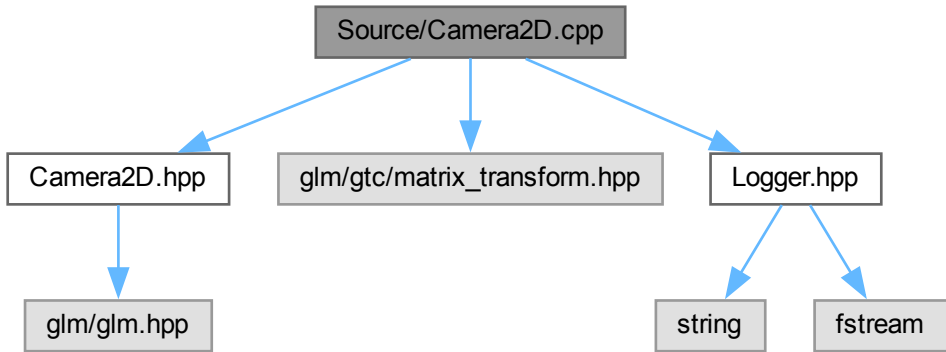 Source/Camera2D.cpp
Camera2D.hpp
glm/gtc/matrix_transform.hpp
Logger.hpp
glm/glm.hpp
string
fstream